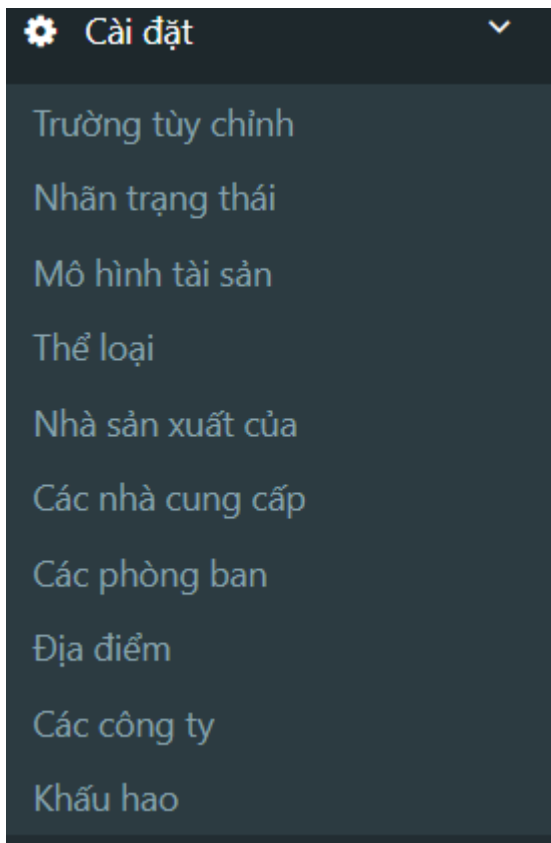 Cài đặt
Trường tùy chỉnh
Nhãn trạng thái
Mô hình tài sản
Thể loại
Nhà sản xuất của
Các nhà cung cấp
Các phòng ban
Địa điểm
Các công ty
Khấu hao